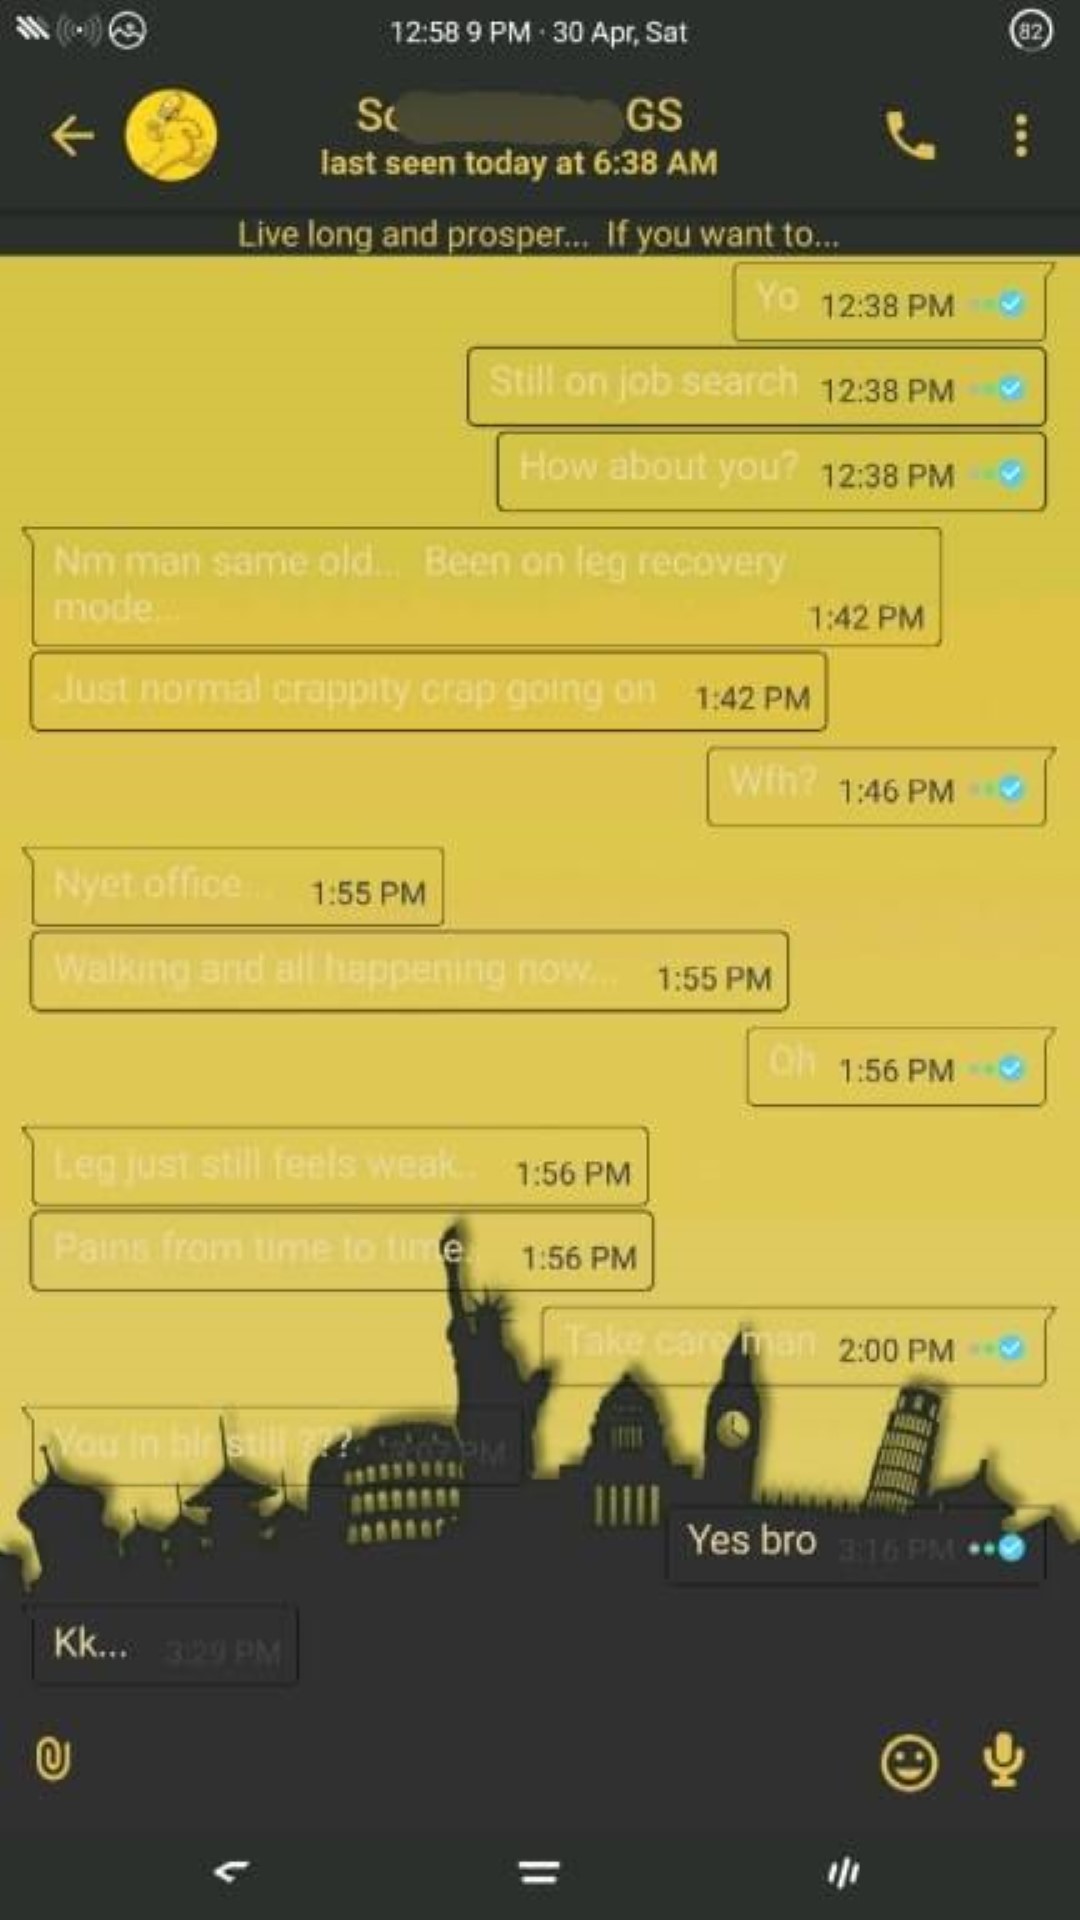 12:58 9 PM · 30 Apr, Sat
82
GS
last seen today at 6:38 AM
Live long and prosper... If you want to...
Yo 12:38 PM
Still on job search 12:38 PM
How about you? 12:38 PM
Nm man same old... Been on leg recovery
mode...
1:42 PM
Just normal crappity crap going on 1:42 PM
Wfh? 1:46 PM
Nyet office... 1:55 PM
Walking and all happening now... 1:55 PM
Oh 1:56 PM
Leg just still feels weak.. 1:56 PM
Pains from time to time. 1:56 PM
Take care man 2:00 PM
You in blr still ??? 3:07 PM
Yes bro 3:16 PM
Kk... 3:29 PM